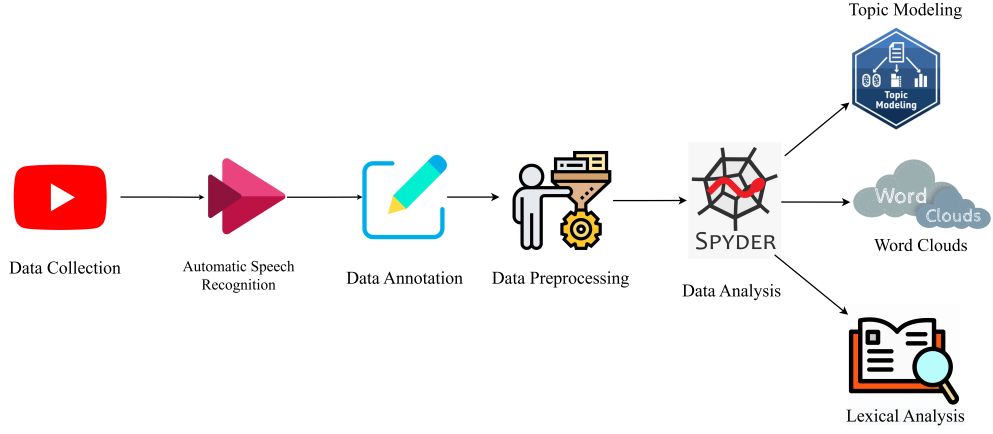 Topic Modeling
Topic
Modeling
Word
Clouds
SPYDER
Word Clouds
Data Collection
Automatic Speech
Recognition
Data Annotation
Data Preprocessing
Data Analysis
Lexical Analysis